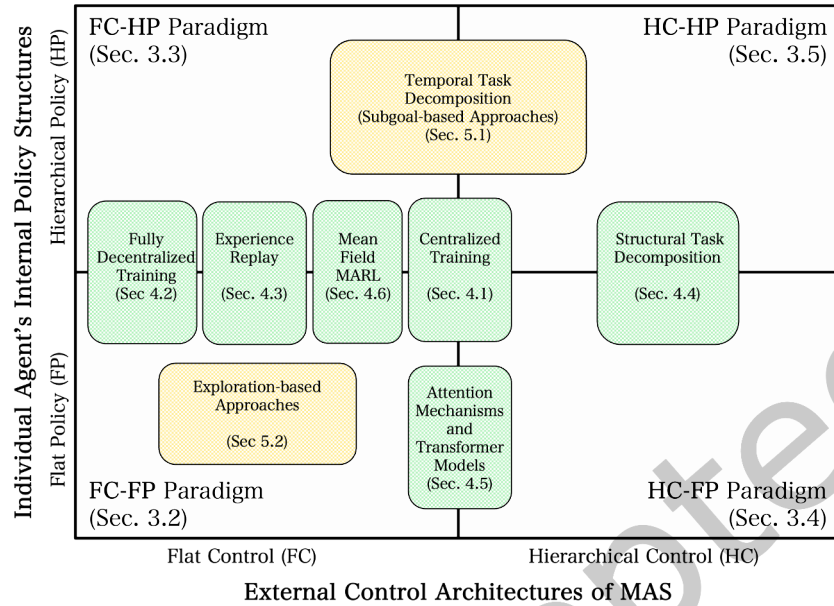 FC-HP Paradigm
(Sec. 3.3)
HC-HP Paradigm
(Sec. 3.5)
Temporal Task
Decomposition
(Subgoal-based Approaches)
(Sec. 5.1)
Individual Agent's Internal Policy Structures
Hierarchical Policy (HP)
Flat Policy (FP)
Fully
Decentralized
Training
(Sec 4.2)
Experience
Replay
(Sec. 4.3)
Mean
Field
MARL
(Sec. 4.6)
Centralized
Training
(Sec. 4.1)
Structural Task
Decomposition
(Sec. 4.4)
Exploration-based
Approaches
(Sec 5.2)
Attention
Mechanisms
and
Transformer
Models
(Sec. 4.5)
FC-FP Paradigm
(Sec. 3.2)
HC-FP Paradigm
(Sec. 3.4)
Flat Control (FC)
Hierarchical Control (HC)
External Control Architectures of MAS